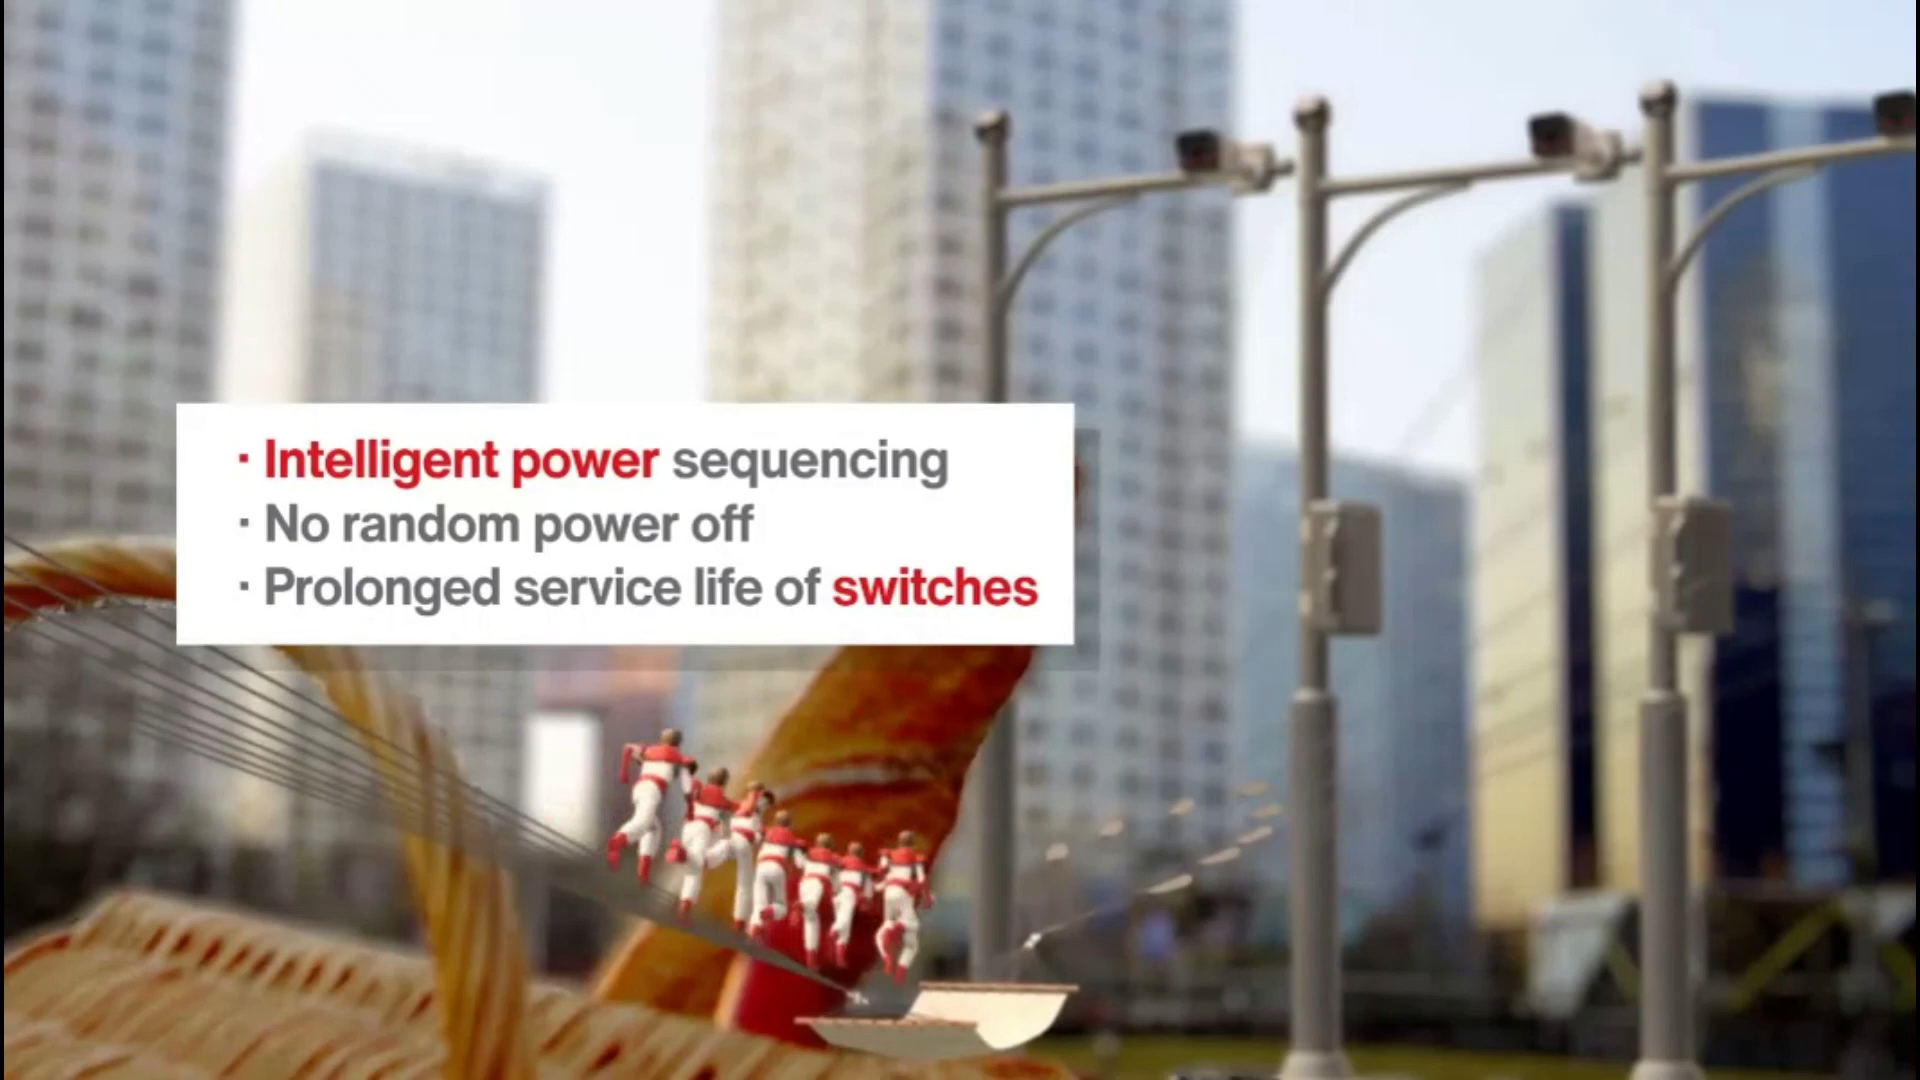 · Intelligent power sequencing
· No random power off
· Prolonged service life of switches